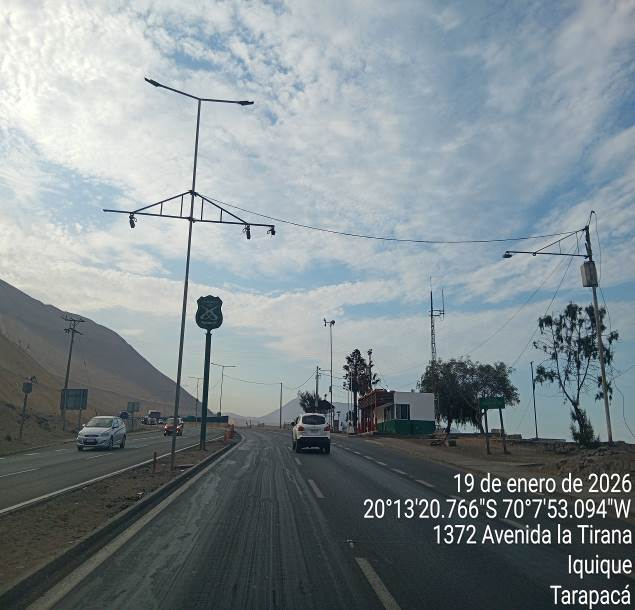 19 de enero de 2026
20°13'20.766"S 70°7'53.094"W
1372 Avenida la Tirana
Iquique
Tarapacá